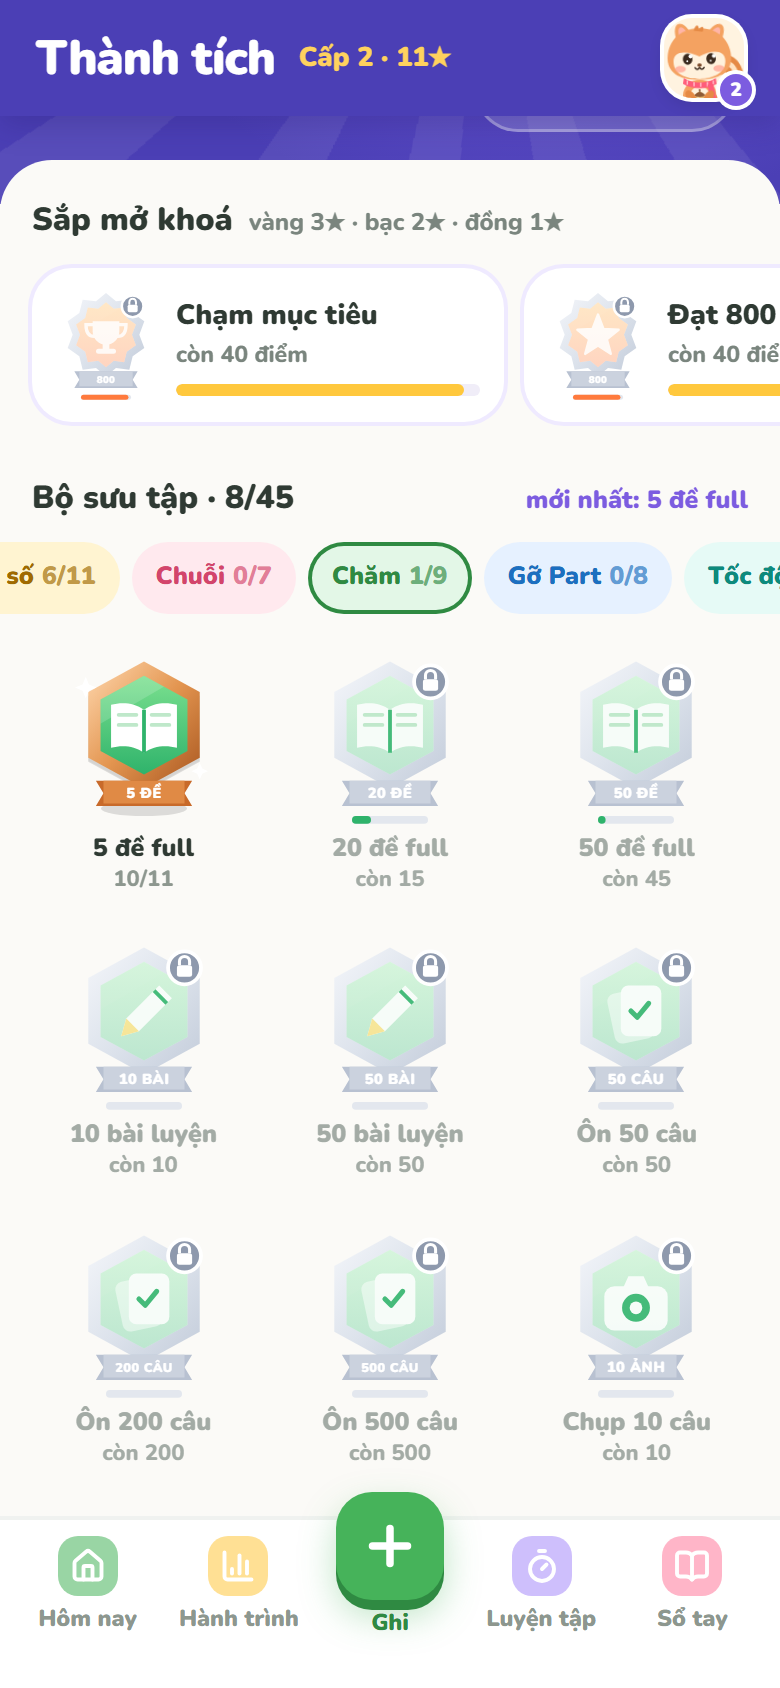 Thành tích Cấp 2 · 11★
2
Sắp mở khoá vàng 3★ · bạc 2★ · đồng 1★
Chạm mục tiêu
còn 40 điểm
800
Đạt 800
còn 40 điể
800
Bộ sưu tập · 8/45
mới nhất: 5 đề full
số 6/11
Chuỗi 0/7
Chăm 1/9
Gỡ Part 0/8
Tốc độ
5 ĐỀ
20 ĐỀ
50 ĐỀ
5 đề full
20 đề full
50 đề full
10/11
còn 15
còn 45
10 BÀI
50 BÀI
50 CÂU
10 bài luyện
50 bài luyện
Ôn 50 câu
còn 10
còn 50
còn 50
200 CÂU
500 CÂU
10 ẢNH
Ôn 200 câu
Ôn 500 câu
Chụp 10 câu
còn 200
còn 500
còn 10
Hôm nay
Hành trình
Ghi
Luyện tập
Sổ tay